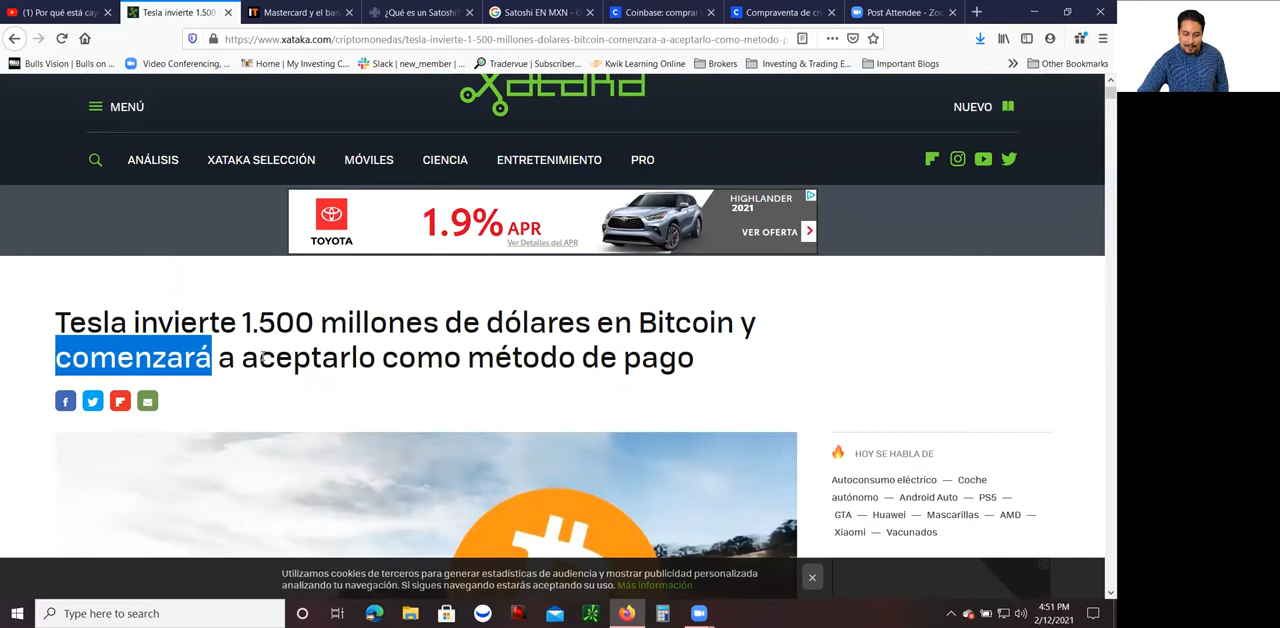 (1) Por qué está cay
Tesla invierte 1.500
Mastercard y el ban
¿Qué es un Satoshi?
Satoshi EN MXN - G
Coinbase: comprar
Compraventa de cri
Post Attendee - Zoo
https://www.xataka.com/criptomonedas/tesla-invierte-1-500-millones-dolares-bitcoin-comenzara-a-aceptarlo-como-metodo-p
Bulls Vision | Bulls on ...
Video Conferencing, ...
Home | My Investing C...
Slack | new_member | ...
Tradervue | Subscriber...
Kwik Learning Online
Brokers
Investing & Trading E...
Important Blogs
Other Bookmarks
xataka
MENÚ
NUEVO
ANÁLISIS
XATAKA SELECCIÓN
MÓVILES
CIENCIA
ENTRETENIMIENTO
PRO
TOYOTA
1.9% APR
Ver Detalles del APR
HIGHLANDER
2021
VER OFERTA
Tesla invierte 1.500 millones de dólares en Bitcoin y
comenzará a aceptarlo como método de pago
HOY SE HABLA DE
Autoconsumo eléctrico — Coche
autónomo — Android Auto — PS5 —
GTA — Huawei — Mascarillas — AMD —
Xiaomi — Vacunados
Utilizamos cookies de terceros para generar estadísticas de audiencia y mostrar publicidad personalizada
analizando tu navegación. Si sigues navegando estarás aceptando su uso. Más información
Type here to search
4:51 PM
2/12/2021